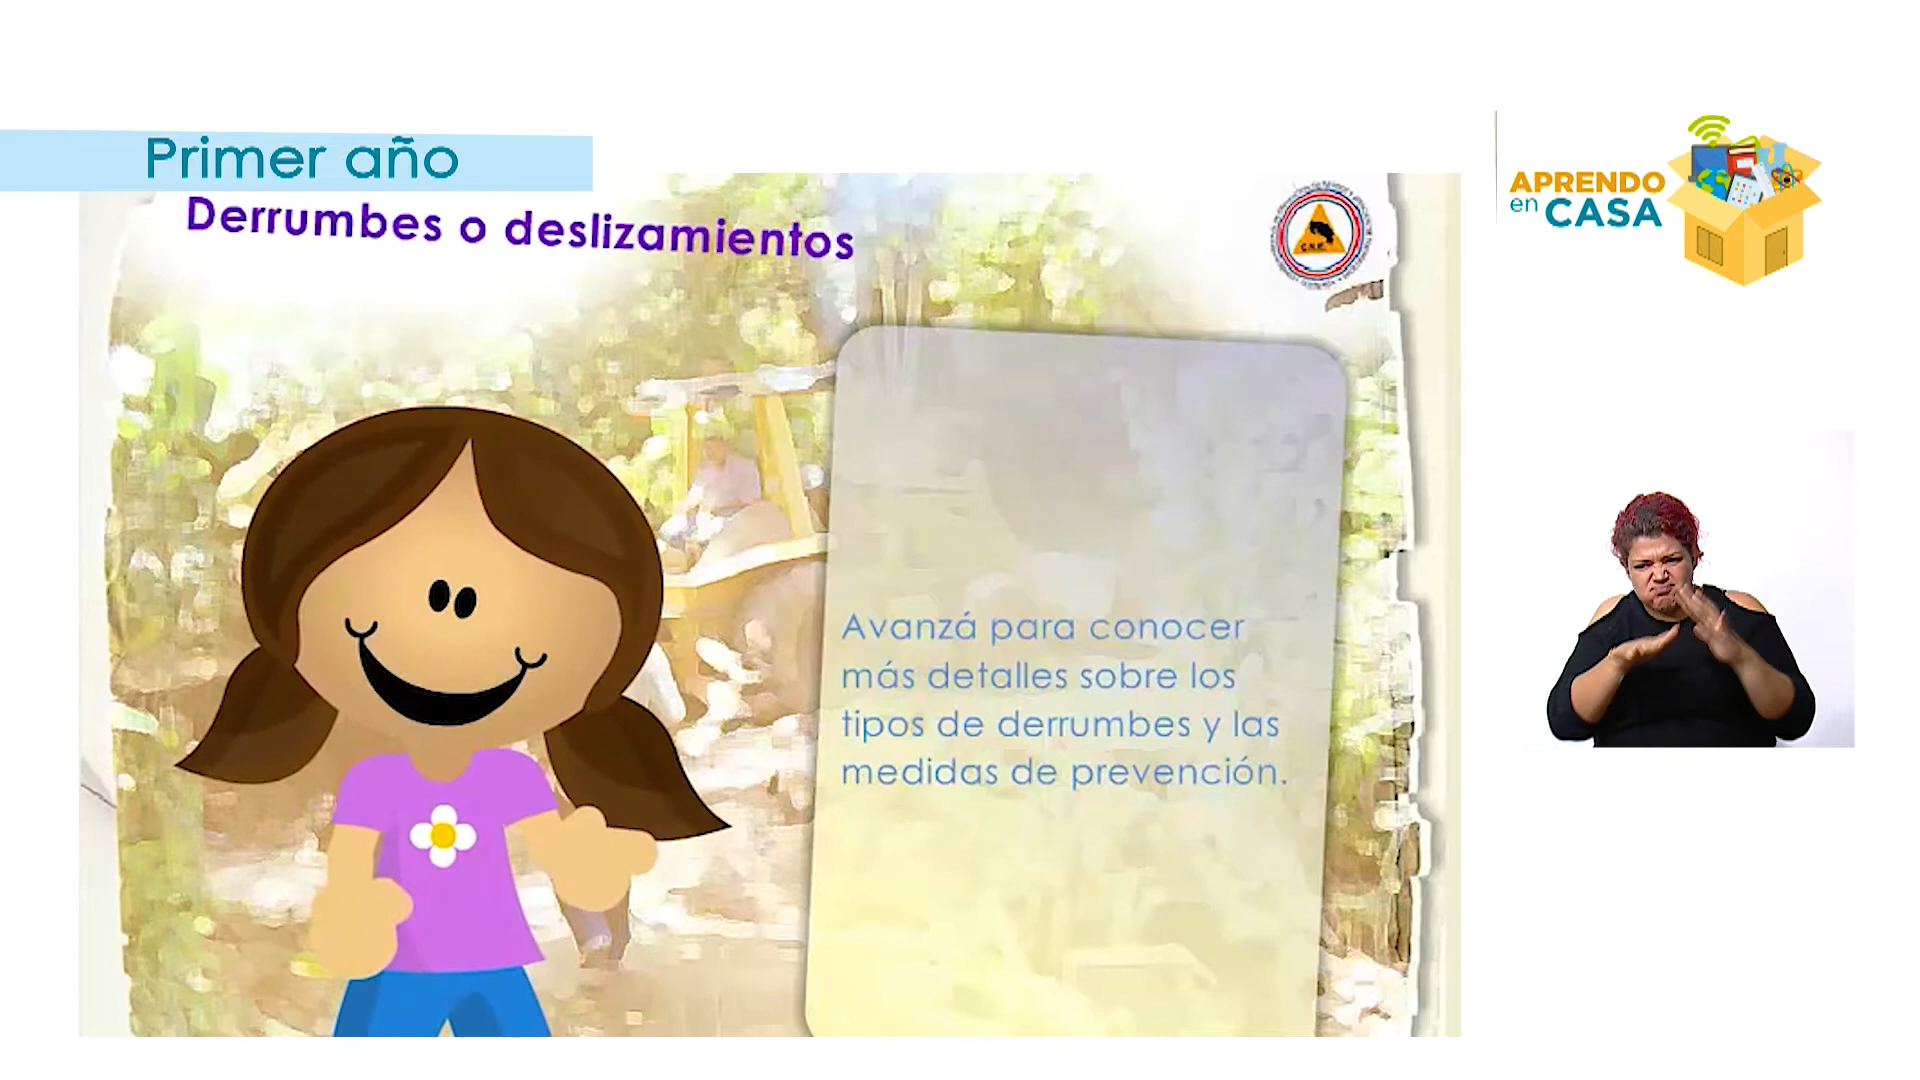 Primer año
Derrumbes o deslizamientos
C.N.E.
APRENDO
en CASA
Avanzá para conocer
más detalles sobre los
tipos de derrumbes y las
medidas de prevención.